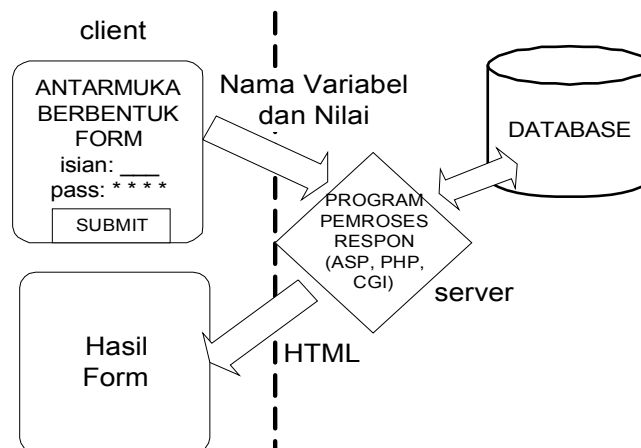 client
ANTARMUKA
BERBENTUK
FORM
isian: ___
pass: * * * *
SUBMIT
Nama Variabel
dan Nilai
DATABASE
PROGRAM
PEMROSES
RESPON
(ASP, PHP,
CGI)
server
Hasil
Form
HTML